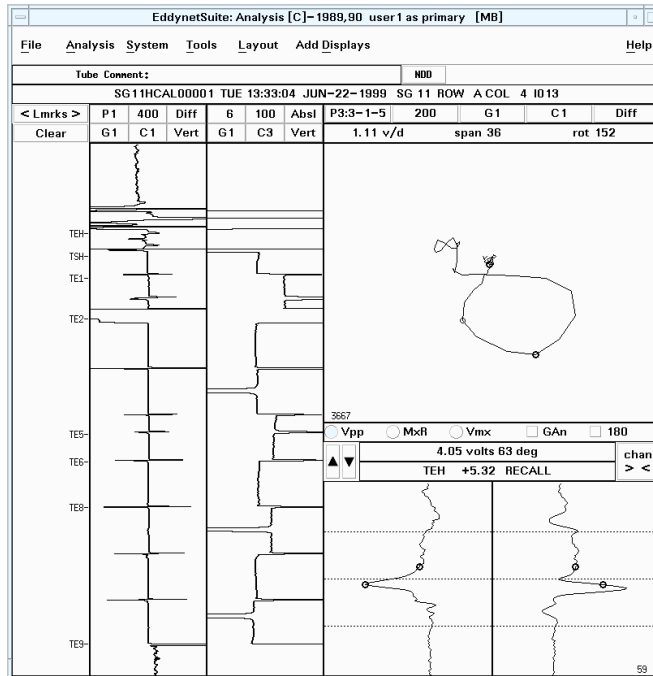 EddynetSuite: Analysis [C]-1989,90 user1 as primary [MB]
File Analysis System Tools Layout Add Displays Help
Tube Comment: NDD
SG11HCAL00001 TUE 13:33:04 JUN-22-1999 SG 11 ROW A COL 4 I013
< Lmrks > P1 400 Diff 6 100 Absl P3:3-1-5 200 G1 C1 Diff
Clear G1 C1 Vert G1 C3 Vert 1.11 v/d span 36 rot 152
TEH
TSH
TE1
TE2
TE5
TE6
TE8
TE9
3667
Vpp MxR Vmx GAn 180
4.05 volts 63 deg chan
TEH +5.32 RECALL > <
59